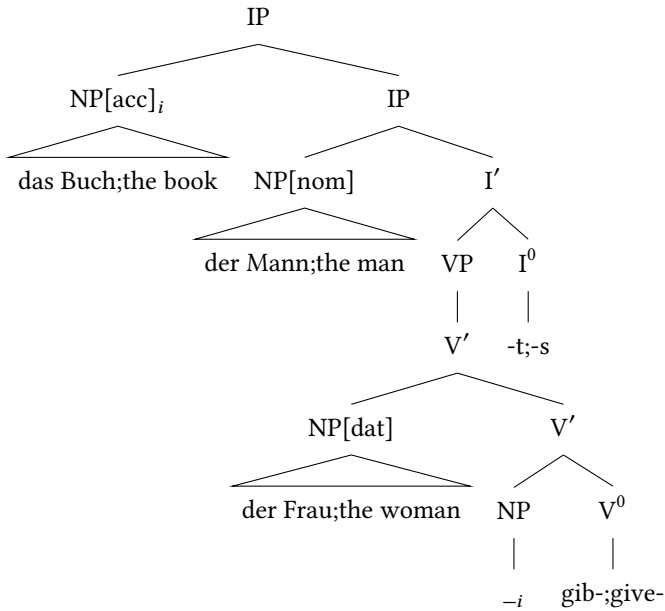 IP
NP[acc]i IP
das Buch;the book NP[nom] I′
der Mann;the man VP I⁰
V′ -t;-s
NP[dat] V′
der Frau;the woman NP V⁰
_i gib-;give-